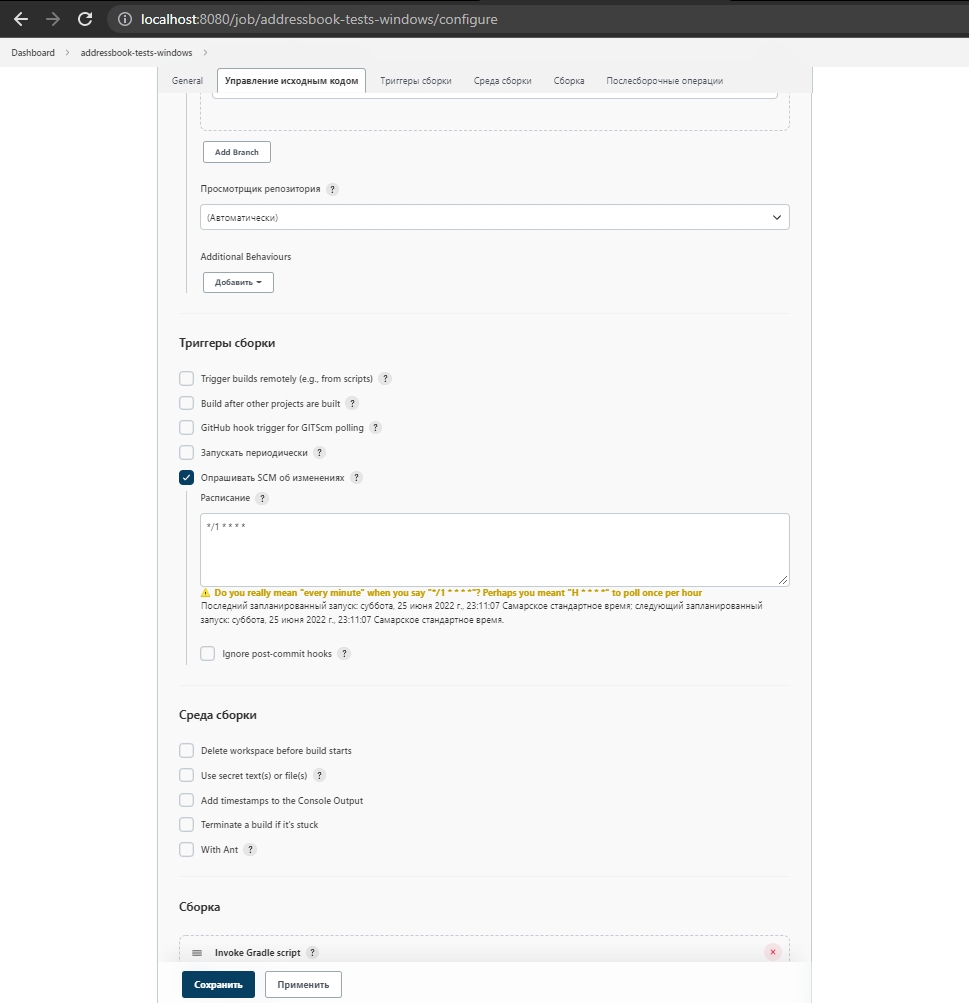 localhost:8080/job/addressbook-tests-windows/configure
Dashboard
addressbook-tests-windows
General
Управление исходным кодом
Триггеры сборки
Среда сборки
Сборка
Послесборочные операции
Add Branch
Просмотрщик репозитория ?
(Автоматически)
Additional Behaviours
Добавить
Триггеры сборки
Trigger builds remotely (e.g., from scripts) ?
Build after other projects are built ?
GitHub hook trigger for GITScm polling ?
Запускать периодически ?
Опрашивать SCM об изменениях ?
Расписание ?
*/1 * * * *
Do you really mean "every minute" when you say "*/1 * * * *"? Perhaps you meant "H * * * *" to poll once per hour
Последний запланированный запуск: суббота, 25 июня 2022 г., 23:11:07 Самарское стандартное время; следующий запланированный
запуск: суббота, 25 июня 2022 г., 23:11:07 Самарское стандартное время.
Ignore post-commit hooks ?
Среда сборки
Delete workspace before build starts
Use secret text(s) or file(s) ?
Add timestamps to the Console Output
Terminate a build if it's stuck
With Ant ?
Сборка
Invoke Gradle script ?
Сохранить
Применить